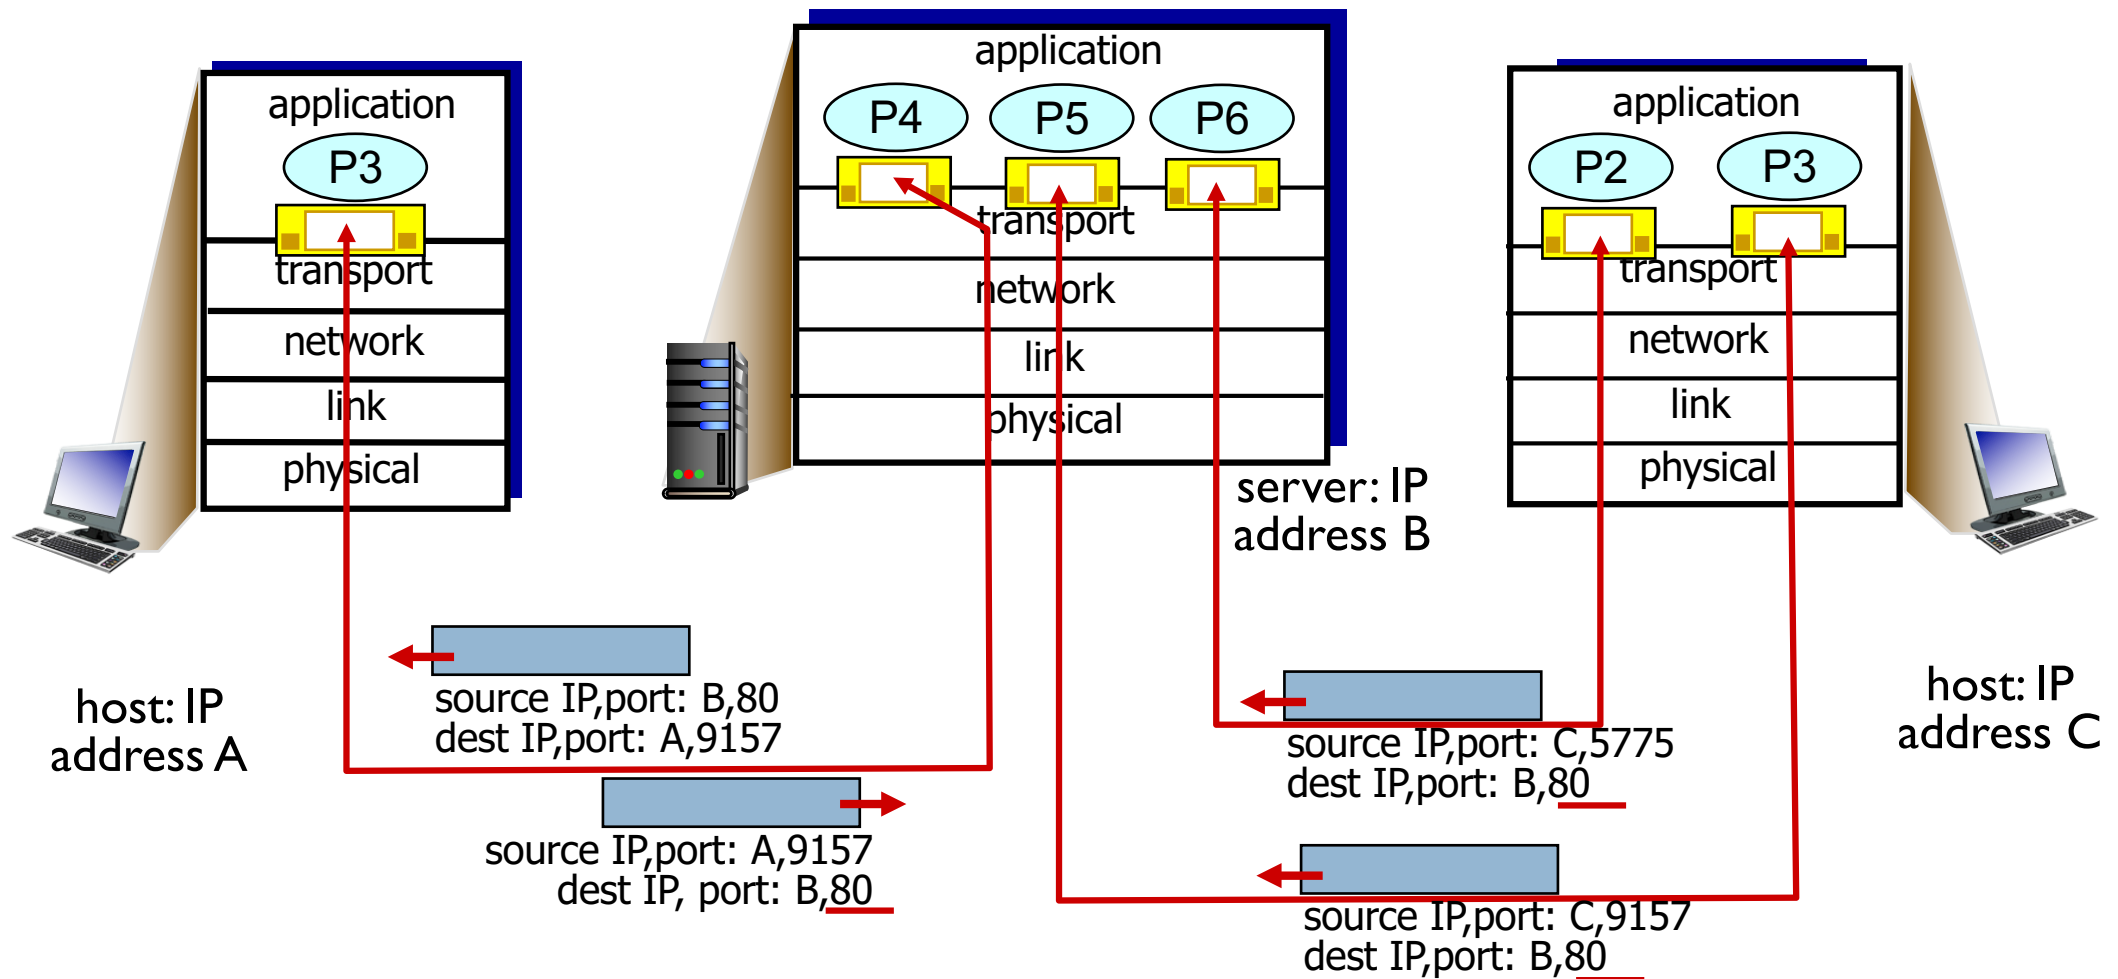 application
P3
transport
network
link
physical
host: IP
address A
application
P4
P5
P6
transport
network
link
physical
server: IP
address B
application
P2
P3
transport
network
link
physical
host: IP
address C
source IP,port: B,80
dest IP,port: A,9157
source IP,port: A,9157
dest IP, port: B,80
source IP,port: C,5775
dest IP,port: B,80
source IP,port: C,9157
dest IP,port: B,80